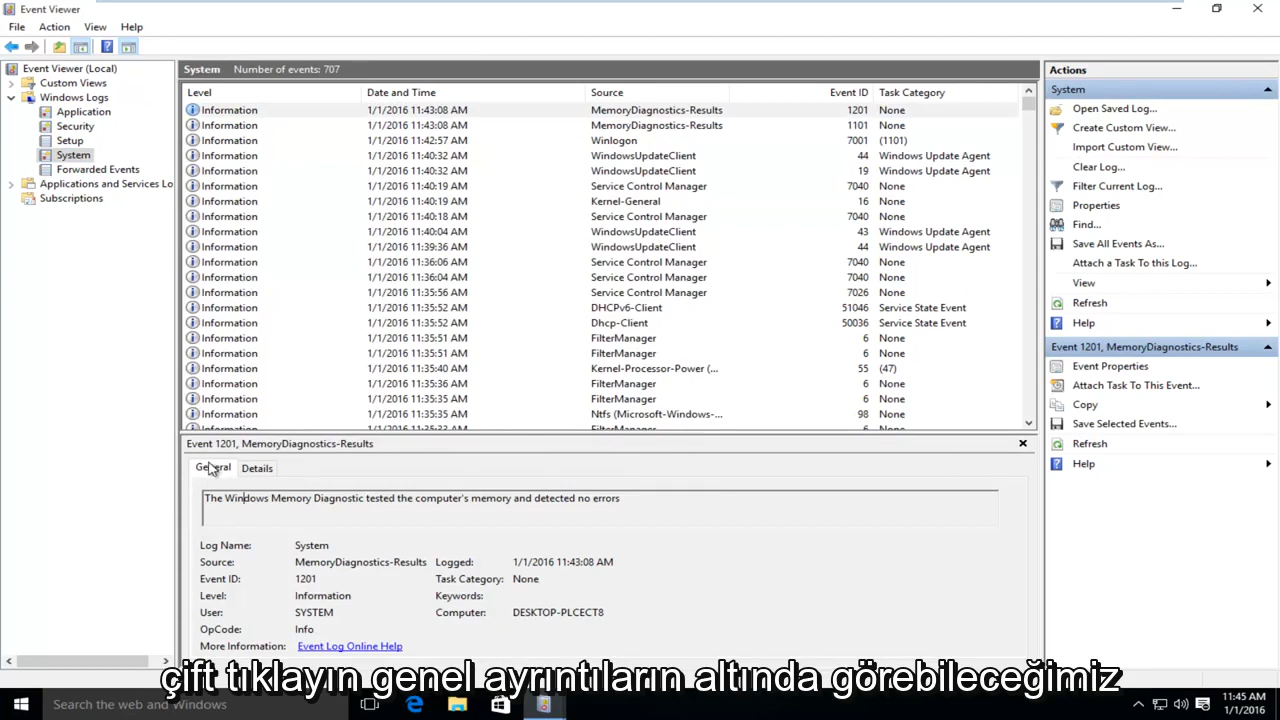 Event Viewer
File Action View Help
Event Viewer (Local)
Custom Views
Windows Logs
Application
Security
Setup
System
Forwarded Events
Applications and Services Lo
Subscriptions
System Number of events: 707
Level Date and Time Source Event ID Task Category
Information 1/1/2016 11:43:08 AM MemoryDiagnostics-Results 1201 None
Information 1/1/2016 11:43:08 AM MemoryDiagnostics-Results 1101 None
Information 1/1/2016 11:42:57 AM Winlogon 7001 (1101)
Information 1/1/2016 11:40:32 AM WindowsUpdateClient 44 Windows Update Agent
Information 1/1/2016 11:40:32 AM WindowsUpdateClient 19 Windows Update Agent
Information 1/1/2016 11:40:19 AM Service Control Manager 7040 None
Information 1/1/2016 11:40:19 AM Kernel-General 16 None
Information 1/1/2016 11:40:18 AM Service Control Manager 7040 None
Information 1/1/2016 11:40:04 AM WindowsUpdateClient 43 Windows Update Agent
Information 1/1/2016 11:39:36 AM WindowsUpdateClient 44 Windows Update Agent
Information 1/1/2016 11:36:06 AM Service Control Manager 7040 None
Information 1/1/2016 11:36:04 AM Service Control Manager 7040 None
Information 1/1/2016 11:35:56 AM Service Control Manager 7026 None
Information 1/1/2016 11:35:52 AM DHCPv6-Client 51046 Service State Event
Information 1/1/2016 11:35:52 AM Dhcp-Client 50036 Service State Event
Information 1/1/2016 11:35:51 AM FilterManager 6 None
Information 1/1/2016 11:35:51 AM FilterManager 6 None
Information 1/1/2016 11:35:40 AM Kernel-Processor-Power (... 55 (47)
Information 1/1/2016 11:35:36 AM FilterManager 6 None
Information 1/1/2016 11:35:35 AM FilterManager 6 None
Information 1/1/2016 11:35:35 AM Ntfs (Microsoft-Windows-... 98 None
Information 1/1/2016 11:35:33 AM FilterManager 6 None
Event 1201, MemoryDiagnostics-Results
General Details
The Windows Memory Diagnostic tested the computer's memory and detected no errors
Log Name: System
Source: MemoryDiagnostics-Results Logged: 1/1/2016 11:43:08 AM
Event ID: 1201 Task Category: None
Level: Information Keywords:
User: SYSTEM Computer: DESKTOP-PLCECT8
OpCode: Info
More Information: Event Log Online Help
Actions
System
Open Saved Log...
Create Custom View...
Import Custom View...
Clear Log...
Filter Current Log...
Properties
Find...
Save All Events As...
Attach a Task To this Log...
View
Refresh
Help
Event 1201, MemoryDiagnostics-Results
Event Properties
Attach Task To This Event...
Copy
Save Selected Events...
Refresh
Help
çift tıklayın genel ayrıntıların altında görebileceğimiz
Search the web and Windows
11:45 AM
1/1/2016